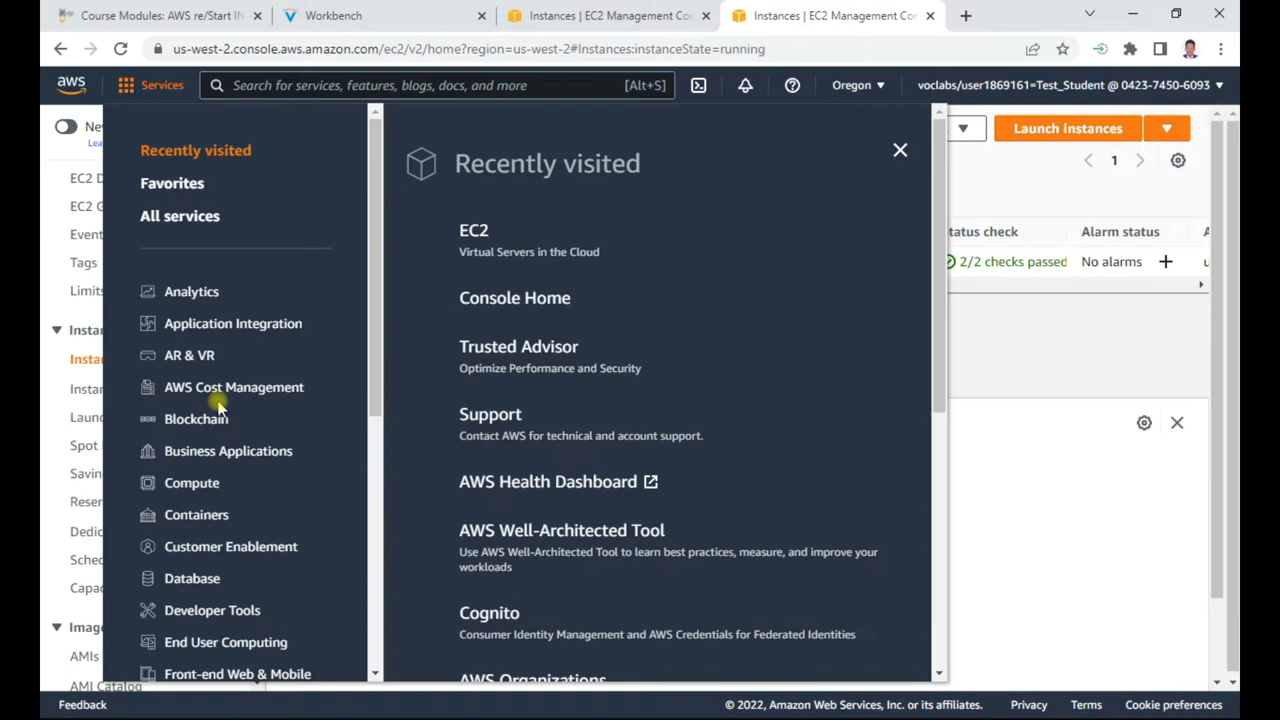 Course Modules: AWS re/Start IN
Workbench
Instances | EC2 Management Con
Instances | EC2 Management Cor
us-west-2.console.aws.amazon.com/ec2/v2/home?region=us-west-2#Instances:instanceState=running
aws
Services
Search for services, features, blogs, docs, and more
[Alt+S]
Oregon
voclabs/user1869161=Test_Student @ 0423-7450-6093
Ne
Lea
EC2 D
EC2 G
Event
Tags
Limits
Instan
Instan
Instan
Laun
Spot
Savin
Reser
Dedic
Sched
Capac
Imag
AMIs
AMI Catalog
Recently visited
Favorites
All services
Analytics
Application Integration
AR & VR
AWS Cost Management
Blockchain
Business Applications
Compute
Containers
Customer Enablement
Database
Developer Tools
End User Computing
Front-end Web & Mobile
Recently visited
EC2
Virtual Servers in the Cloud
Console Home
Trusted Advisor
Optimize Performance and Security
Support
Contact AWS for technical and account support.
AWS Health Dashboard
AWS Well-Architected Tool
Use AWS Well-Architected Tool to learn best practices, measure, and improve your
workloads
Cognito
Consumer Identity Management and AWS Credentials for Federated Identities
AWS Organizations
Launch instances
1
tatus check
Alarm status
2/2 checks passed
No alarms
u
Feedback
© 2022, Amazon Web Services, Inc. or its affiliates.
Privacy
Terms
Cookie preferences